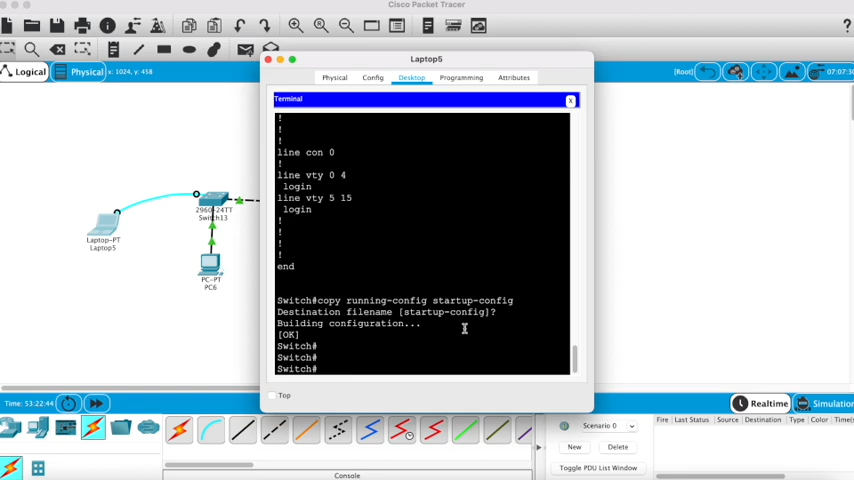 Cisco Packet Tracer
Logical
Physical
x: 1024, y: 458
[Root]
07:07:30
Laptop5
Physical
Config
Desktop
Programming
Attributes
Terminal
X
!
!
!
line con 0
!
line vty 0 4
login
line vty 5 15
login
!
!
!
!
end
Switch#copy running-config startup-config
Destination filename [startup-config]?
Building configuration...
[OK]
Switch#
Switch#
Switch#
Top
2960-24TT
Switch13
Laptop-PT
Laptop5
PC-PT
PC6
Time: 53:22:44
Realtime
Simulation
Scenario 0
New
Delete
Toggle PDU List Window
Fire
Last Status
Source
Destination
Type
Color
Time(s
Console